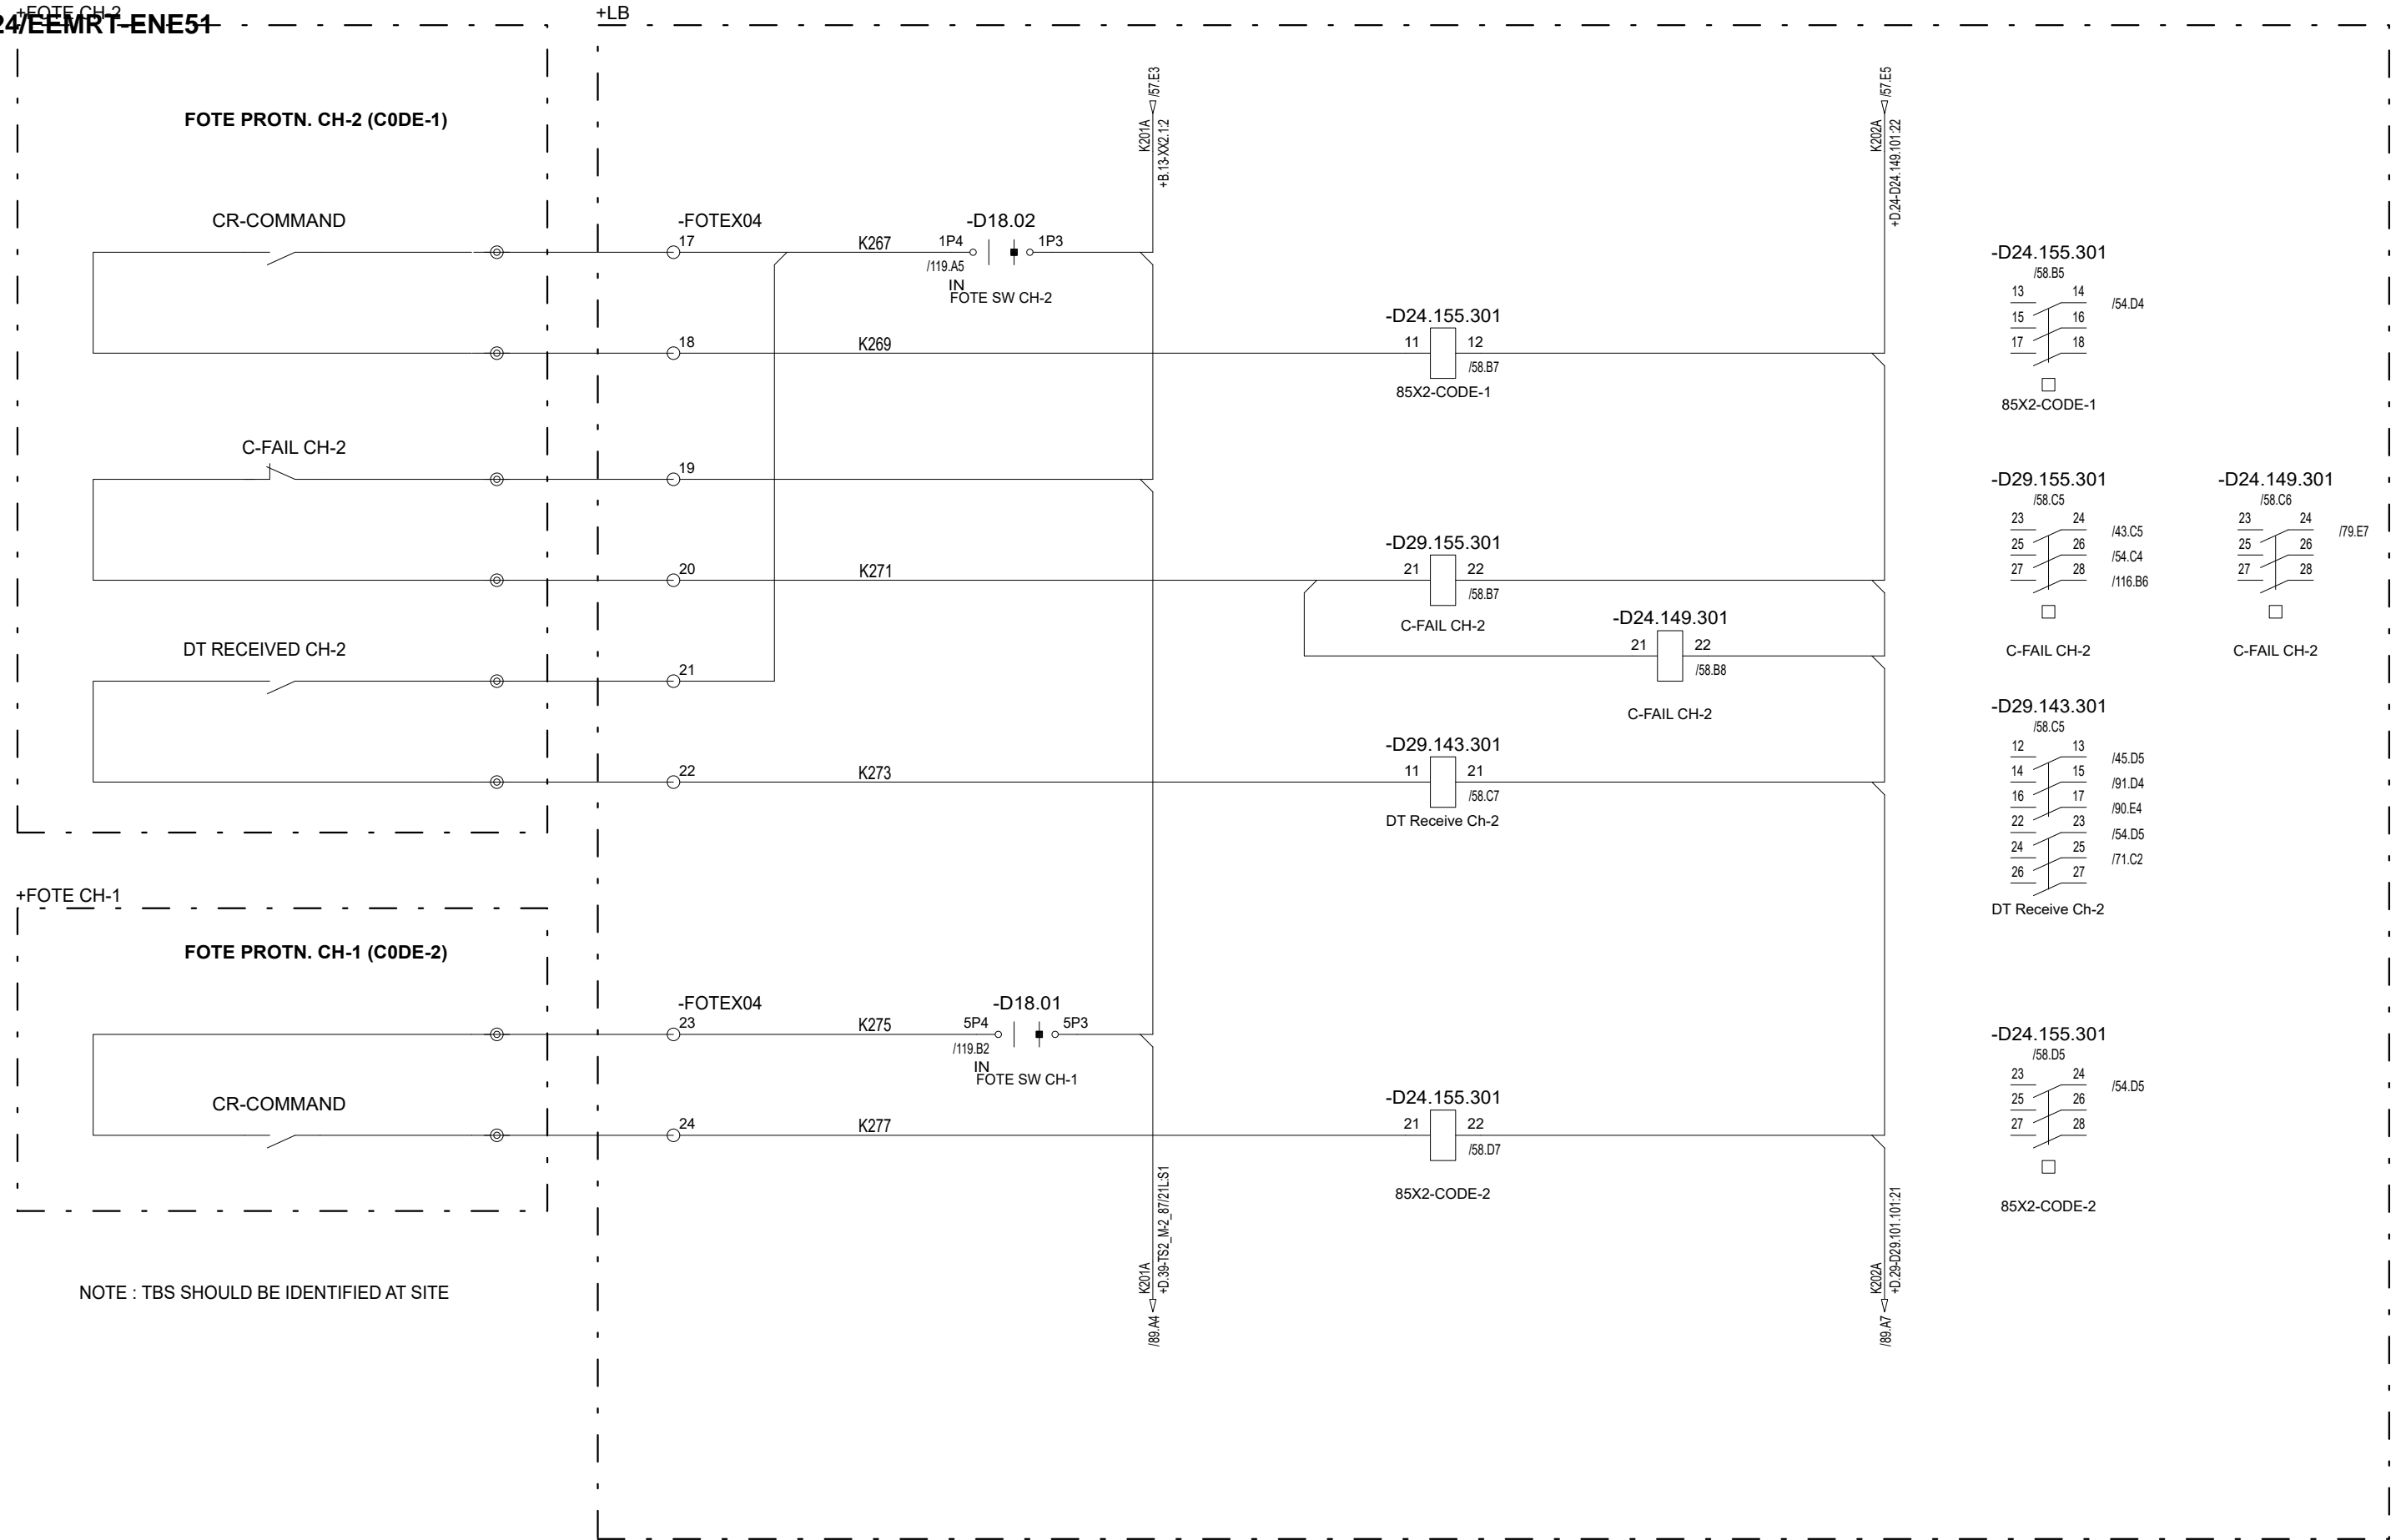 +FOTE CH-2
24/EEMRT-ENE51
+LB
FOTE PROTN. CH-2 (C0DE-1)
/57.E3
K201A
+B.13-XX2.1:2
/57.E5
K202A
+D.24-D24.149.101:22
CR-COMMAND
-FOTEX04
17
K267
-D18.02
1P4
1P3
/119.A5
IN
FOTE SW CH-2
18
K269
-D24.155.301
11
12
/58.B7
85X2-CODE-1
-D24.155.301
/58.B5
13 14 /54.D4
15 16
17 18
85X2-CODE-1
C-FAIL CH-2
19
20
K271
-D29.155.301
21
22
/58.B7
C-FAIL CH-2
-D24.149.301
21
22
/58.B8
C-FAIL CH-2
-D29.155.301
/58.C5
23 24 /43.C5
25 26 /54.C4
27 28 /116.B6
C-FAIL CH-2
-D24.149.301
/58.C6
23 24 /79.E7
25 26
27 28
C-FAIL CH-2
DT RECEIVED CH-2
21
22
K273
-D29.143.301
11
21
/58.C7
DT Receive Ch-2
-D29.143.301
/58.C5
12 13 /45.D5
14 15 /91.D4
16 17 /90.E4
22 23 /54.D5
24 25 /71.C2
26 27
DT Receive Ch-2
+FOTE CH-1
FOTE PROTN. CH-1 (C0DE-2)
-FOTEX04
23
K275
-D18.01
5P4
5P3
/119.B2
IN
FOTE SW CH-1
CR-COMMAND
24
K277
-D24.155.301
21
22
/58.D7
85X2-CODE-2
-D24.155.301
/58.D5
23 24 /54.D5
25 26
27 28
85X2-CODE-2
K201A
+D.39-TS2_M-2_87/21L:S1
/89.A4
K202A
+D.29-D29.101.101:21
/89.A7
NOTE : TBS SHOULD BE IDENTIFIED AT SITE